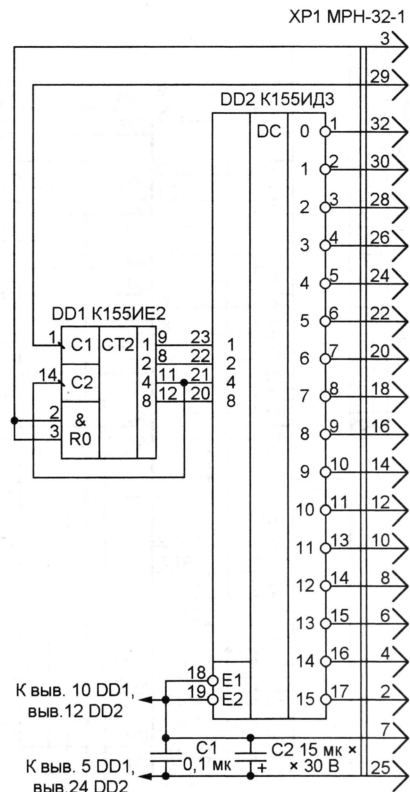 XP1 МРН-32-1
3
29
DD2 К155ИД3
DC
0 1 32
1 2 30
2 3 28
3 4 26
4 5 24
5 6 22
6 7 20
7 8 18
8 9 16
9 10 14
10 11 12
11 13 10
12 14 8
13 15 6
14 16 4
15 17 2
DD1 К155ИЕ2
1 C1 CT2 1 9 23 1
14 C2 2 8 22 2
4 11 21 4
2 & 8 12 20 8
3 R0
18 E1
19 E2
К выв. 10 DD1,
выв.12 DD2
7
C1
0,1 мк
C2 15 мк ×
+ × 30 В
К выв. 5 DD1,
выв.24 DD2
25